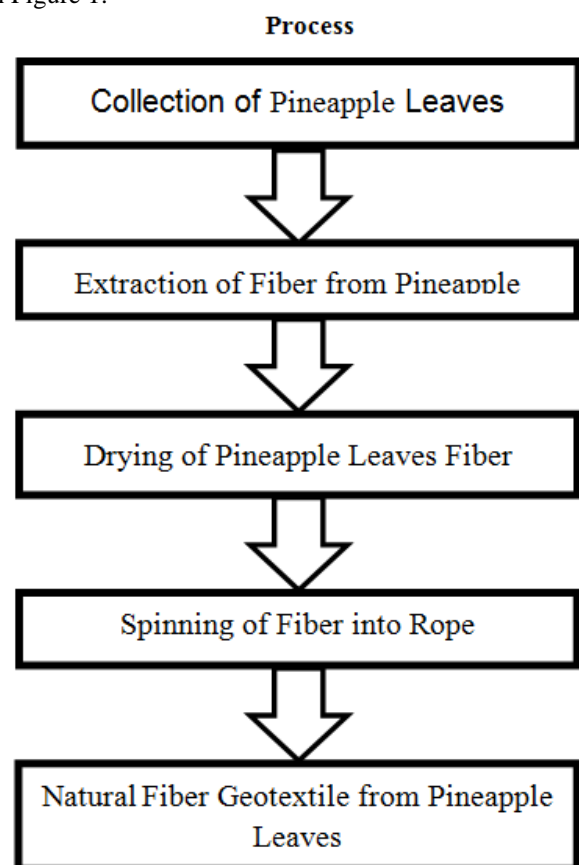 n Figure 1.
Process
Collection of Pineapple Leaves
Extraction of Fiber from Pineapple
Drying of Pineapple Leaves Fiber
Spinning of Fiber into Rope
Natural Fiber Geotextile from Pineapple
Leaves